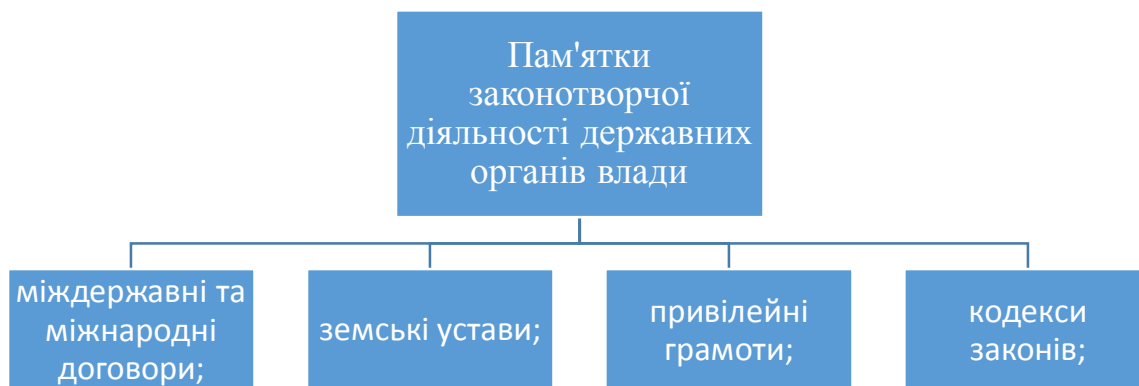 Пам'ятки
законотворчої
діяльності державних
органів влади
міждержавні та
міжнародні
договори;
земські устави;
привілейні
грамоти;
кодекси
законів;